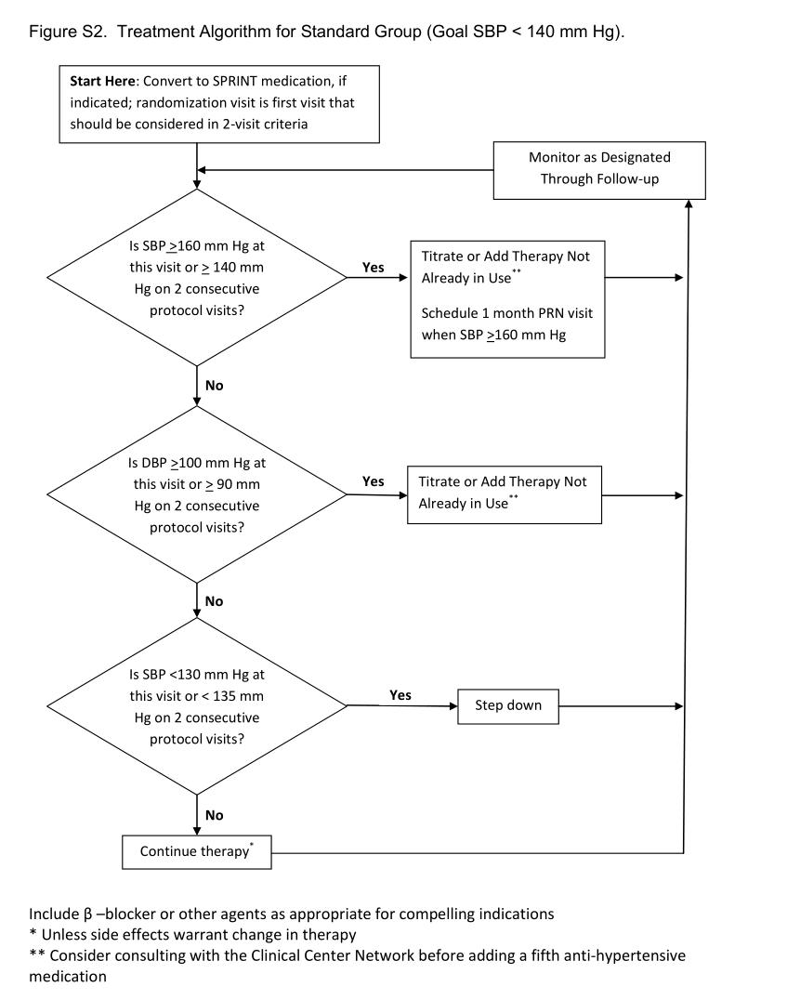 Figure S2.  Treatment Algorithm for Standard Group (Goal SBP < 140 mm Hg).
Start Here: Convert to SPRINT medication, if
indicated; randomization visit is first visit that
should be considered in 2-visit criteria
Monitor as Designated
Through Follow-up
Is SBP ≥160 mm Hg at
this visit or ≥ 140 mm
Hg on 2 consecutive
protocol visits?
Yes
Titrate or Add Therapy Not
Already in Use**
Schedule 1 month PRN visit
when SBP ≥160 mm Hg
No
Is DBP ≥100 mm Hg at
this visit or ≥ 90 mm
Hg on 2 consecutive
protocol visits?
Yes
Titrate or Add Therapy Not
Already in Use**
No
Is SBP <130 mm Hg at
this visit or < 135 mm
Hg on 2 consecutive
protocol visits?
Yes
Step down
No
Continue therapy*
Include β –blocker or other agents as appropriate for compelling indications
* Unless side effects warrant change in therapy
** Consider consulting with the Clinical Center Network before adding a fifth anti-hypertensive
medication